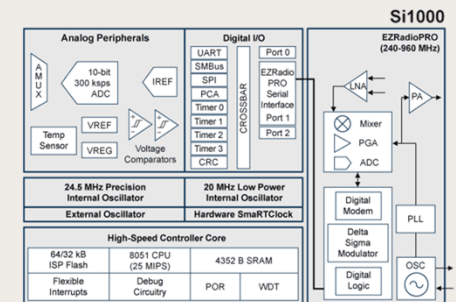 Si1000
Analog Peripherals
AMUX
10-bit
300 ksps
ADC
IREF
Temp
Sensor
VREF
VREG
Voltage
Comparators
Digital I/O
UART
SMBus
SPI
PCA
Timer 0
Timer 1
Timer 2
Timer 3
CRC
CROSSBAR
Port 0
EZRadio
PRO
Serial
Interface
Port 1
Port 2
EZRadioPRO
(240-960 MHz)
LNA
PA
Mixer
PGA
ADC
Digital
Modem
Delta
Sigma
Modulator
Digital
Logic
PLL
OSC
24.5 MHz Precision
Internal Oscillator
20 MHz Low Power
Internal Oscillator
External Oscillator
Hardware SmaRTClock
High-Speed Controller Core
64/32 kB
ISP Flash
8051 CPU
(25 MIPS)
4352 B SRAM
Flexible
Interrupts
Debug
Circuitry
POR
WDT